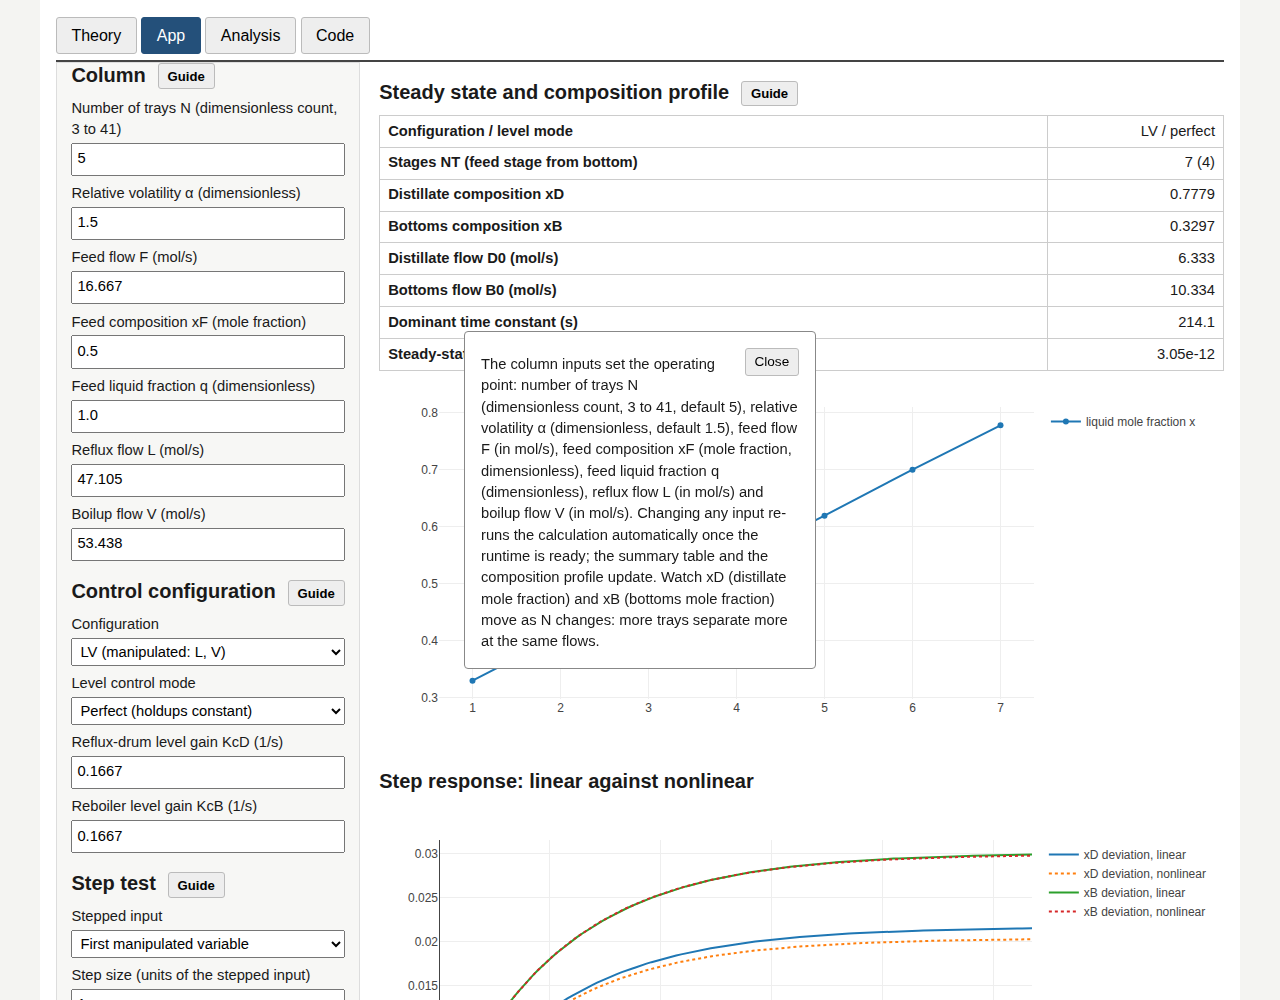 Theory
App
Analysis
Code
Column
Guide
Number of trays N (dimensionless count,
3 to 41)
5
Relative volatility α (dimensionless)
1.5
Feed flow F (mol/s)
16.667
Feed composition xF (mole fraction)
0.5
Feed liquid fraction q (dimensionless)
1.0
Reflux flow L (mol/s)
47.105
Boilup flow V (mol/s)
53.438
Control configuration
Guide
Configuration
LV (manipulated: L, V)
Level control mode
Perfect (holdups constant)
Reflux-drum level gain KcD (1/s)
0.1667
Reboiler level gain KcB (1/s)
0.1667
Step test
Guide
Stepped input
First manipulated variable
Step size (units of the stepped input)
Steady state and composition profile
Guide
Configuration / level mode LV / perfect
Stages NT (feed stage from bottom) 7 (4)
Distillate composition xD 0.7779
Bottoms composition xB 0.3297
Distillate flow D0 (mol/s) 6.333
Bottoms flow B0 (mol/s) 10.334
Dominant time constant (s) 214.1
3.05e-12
Close
The column inputs set the operating
point: number of trays N
(dimensionless count, 3 to 41, default 5), relative
volatility α (dimensionless, default 1.5), feed flow
F (in mol/s), feed composition xF (mole fraction,
dimensionless), feed liquid fraction q
(dimensionless), reflux flow L (in mol/s) and
boilup flow V (in mol/s). Changing any input re-
runs the calculation automatically once the
runtime is ready; the summary table and the
composition profile update. Watch xD (distillate
mole fraction) and xB (bottoms mole fraction)
move as N changes: more trays separate more
at the same flows.
0.8
0.7
0.6
0.5
0.4
0.3
1 2 3 4 5 6 7
liquid mole fraction x
Step response: linear against nonlinear
0.03
0.025
0.02
0.015
xD deviation, linear
xD deviation, nonlinear
xB deviation, linear
xB deviation, nonlinear